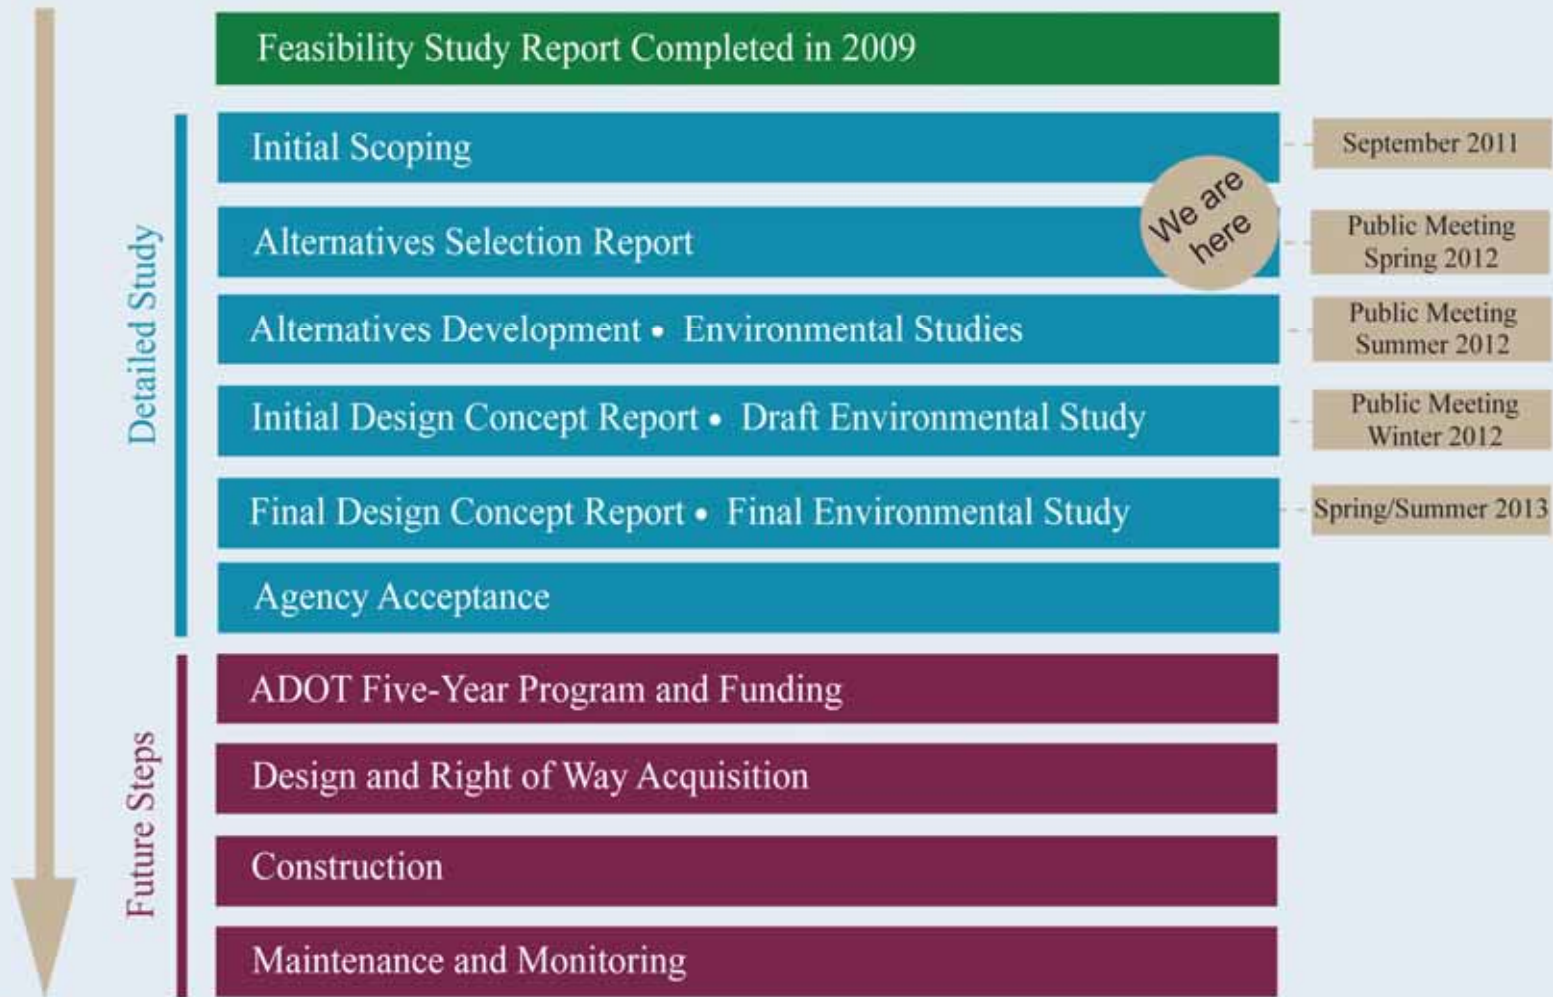 Feasibility Study Report Completed in 2009
Detailed Study
Initial Scoping
September 2011
We are
here
Alternatives Selection Report
Public Meeting
Spring 2012
Alternatives Development • Environmental Studies
Public Meeting
Summer 2012
Initial Design Concept Report • Draft Environmental Study
Public Meeting
Winter 2012
Final Design Concept Report • Final Environmental Study
Spring/Summer 2013
Agency Acceptance
Future Steps
ADOT Five-Year Program and Funding
Design and Right of Way Acquisition
Construction
Maintenance and Monitoring